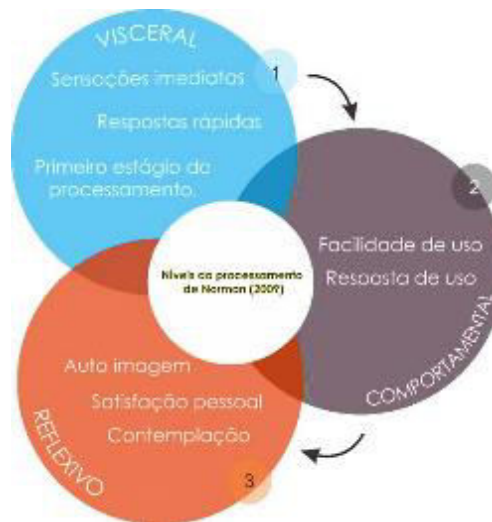 VISCERAL
1
Sensações imediatas
Respostas rápidas
Primeiro estágio do
processamento.
2
Facilidade de uso
Resposta de uso
COMPORTAMENTAL
Níveis do processamento
de Norman (2009)
Auto imagem
Satisfação pessoal
Contemplação
REFLEXIVO
3